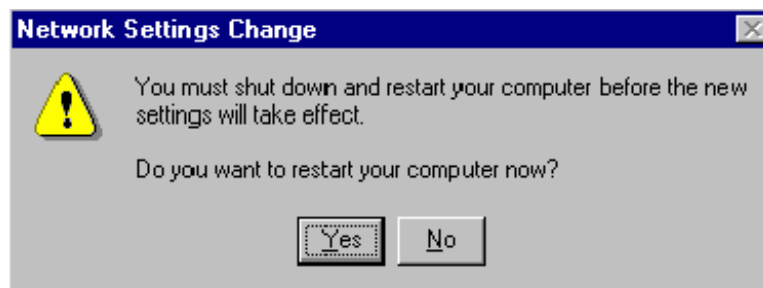 Network Settings Change
You must shut down and restart your computer before the new
settings will take effect.
Do you want to restart your computer now?
Yes
No